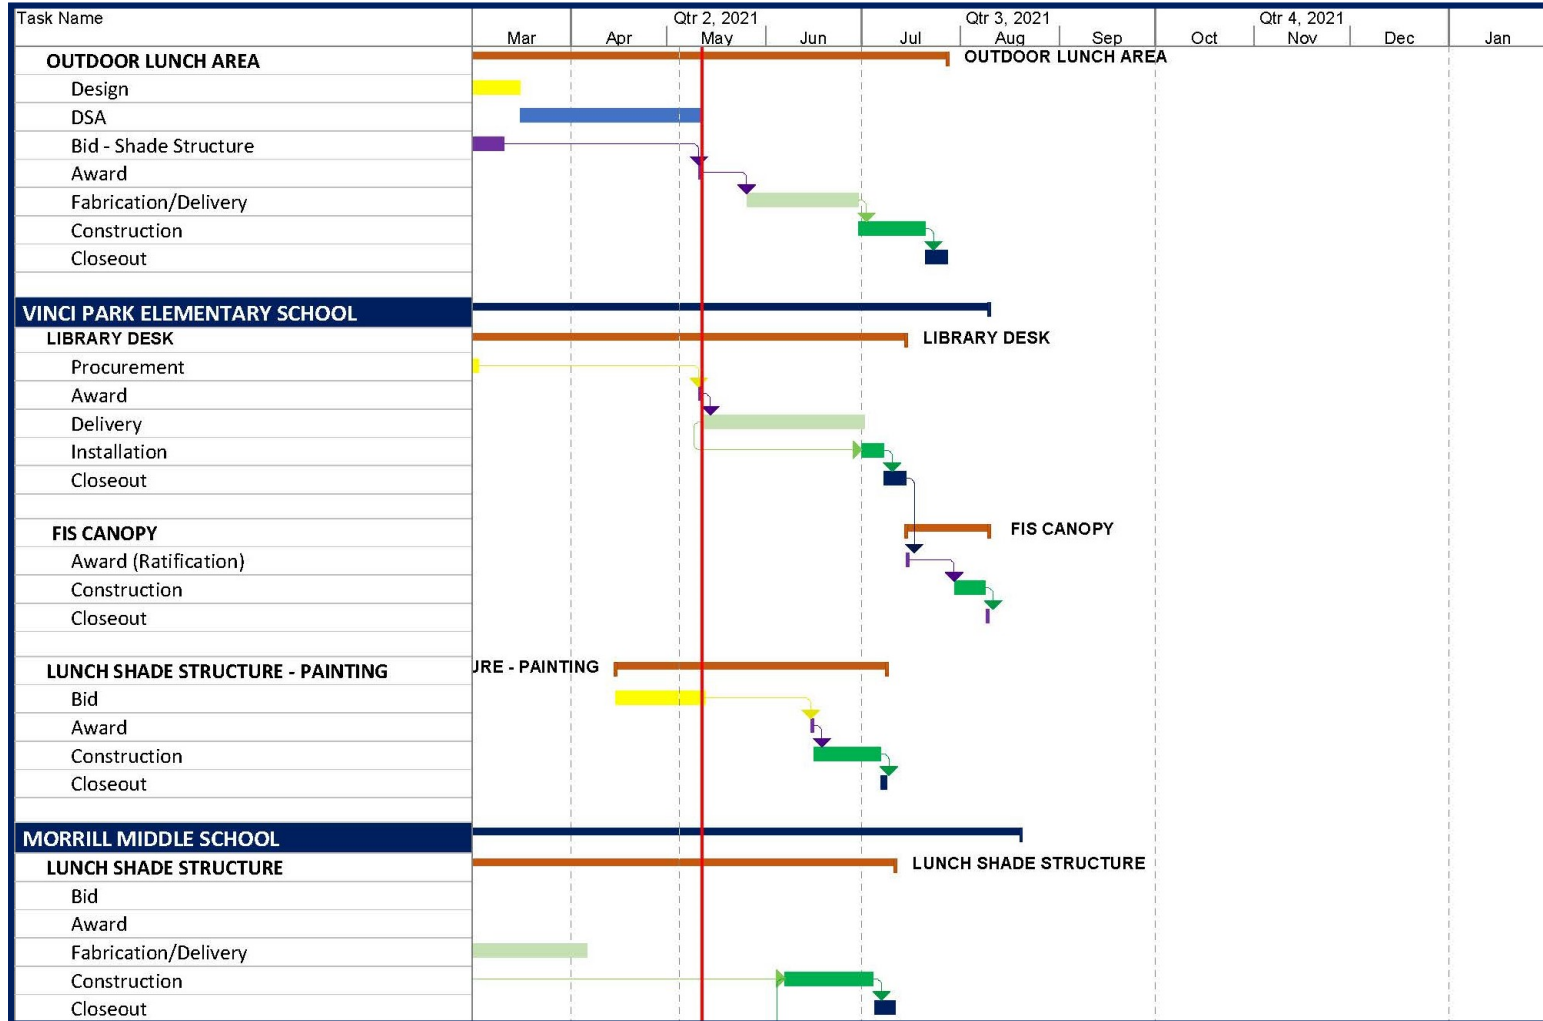 Task Name
Qtr 2, 2021 Qtr 3, 2021 Qtr 4, 2021
Mar Apr May Jun Jul Aug Sep Oct Nov Dec Jan
OUTDOOR LUNCH AREA OUTDOOR LUNCH AREA
Design
DSA
Bid - Shade Structure
Award
Fabrication/Delivery
Construction
Closeout
VINCI PARK ELEMENTARY SCHOOL
LIBRARY DESK LIBRARY DESK
Procurement
Award
Delivery
Installation
Closeout
FIS CANOPY FIS CANOPY
Award (Ratification)
Construction
Closeout
LUNCH SHADE STRUCTURE - PAINTING URE - PAINTING
Bid
Award
Construction
Closeout
MORRILL MIDDLE SCHOOL
LUNCH SHADE STRUCTURE LUNCH SHADE STRUCTURE
Bid
Award
Fabrication/Delivery
Construction
Closeout